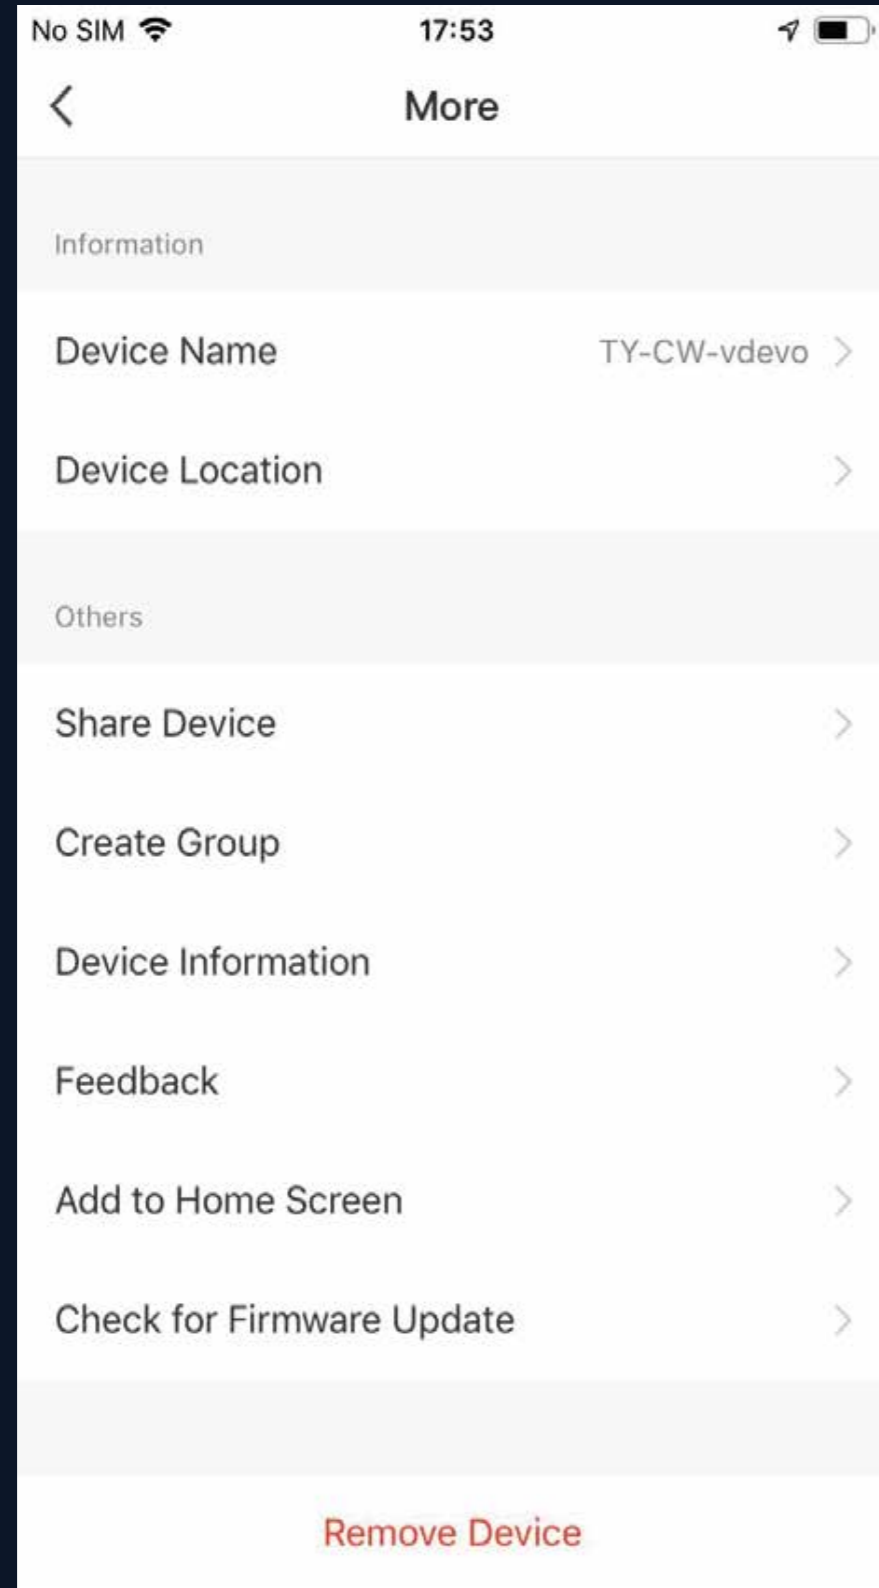 No SIM 17:53
More
Information
Device Name TY-CW-vdevo
Device Location
Others
Share Device
Create Group
Device Information
Feedback
Add to Home Screen
Check for Firmware Update
Remove Device